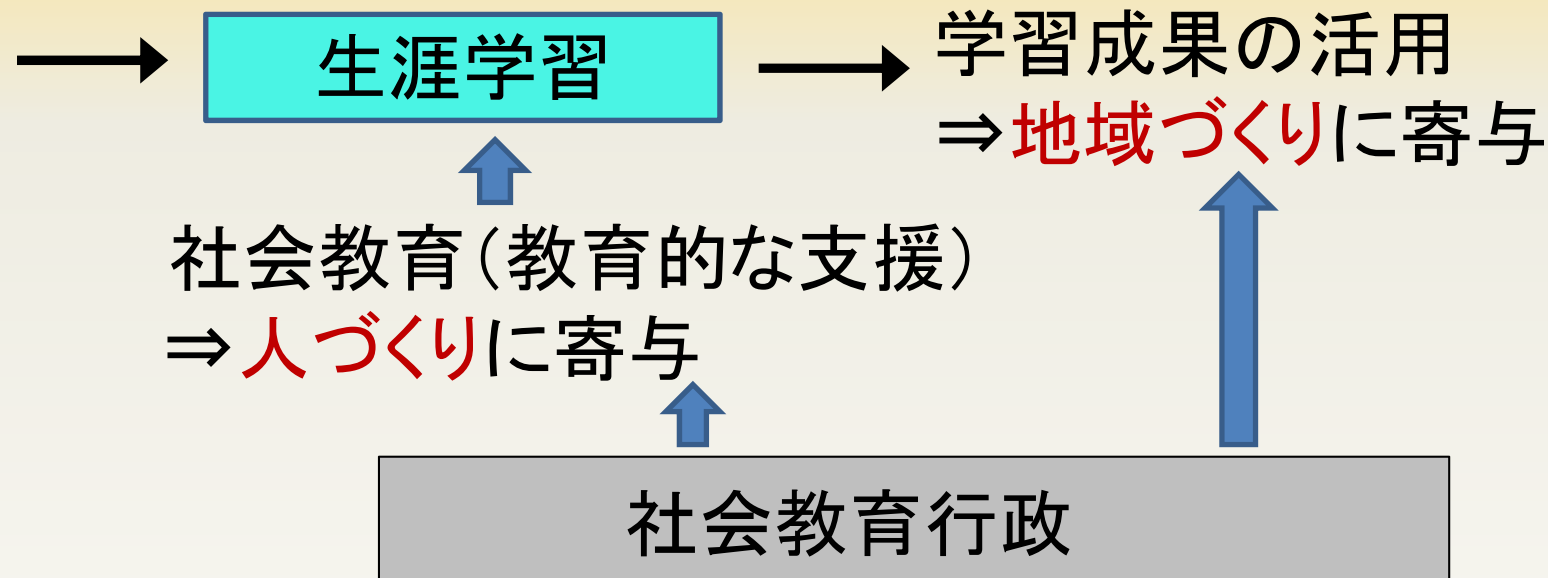 生涯学習
学習成果の活用
⇒地域づくりに寄与
社会教育（教育的な支援）
⇒人づくりに寄与
社会教育行政